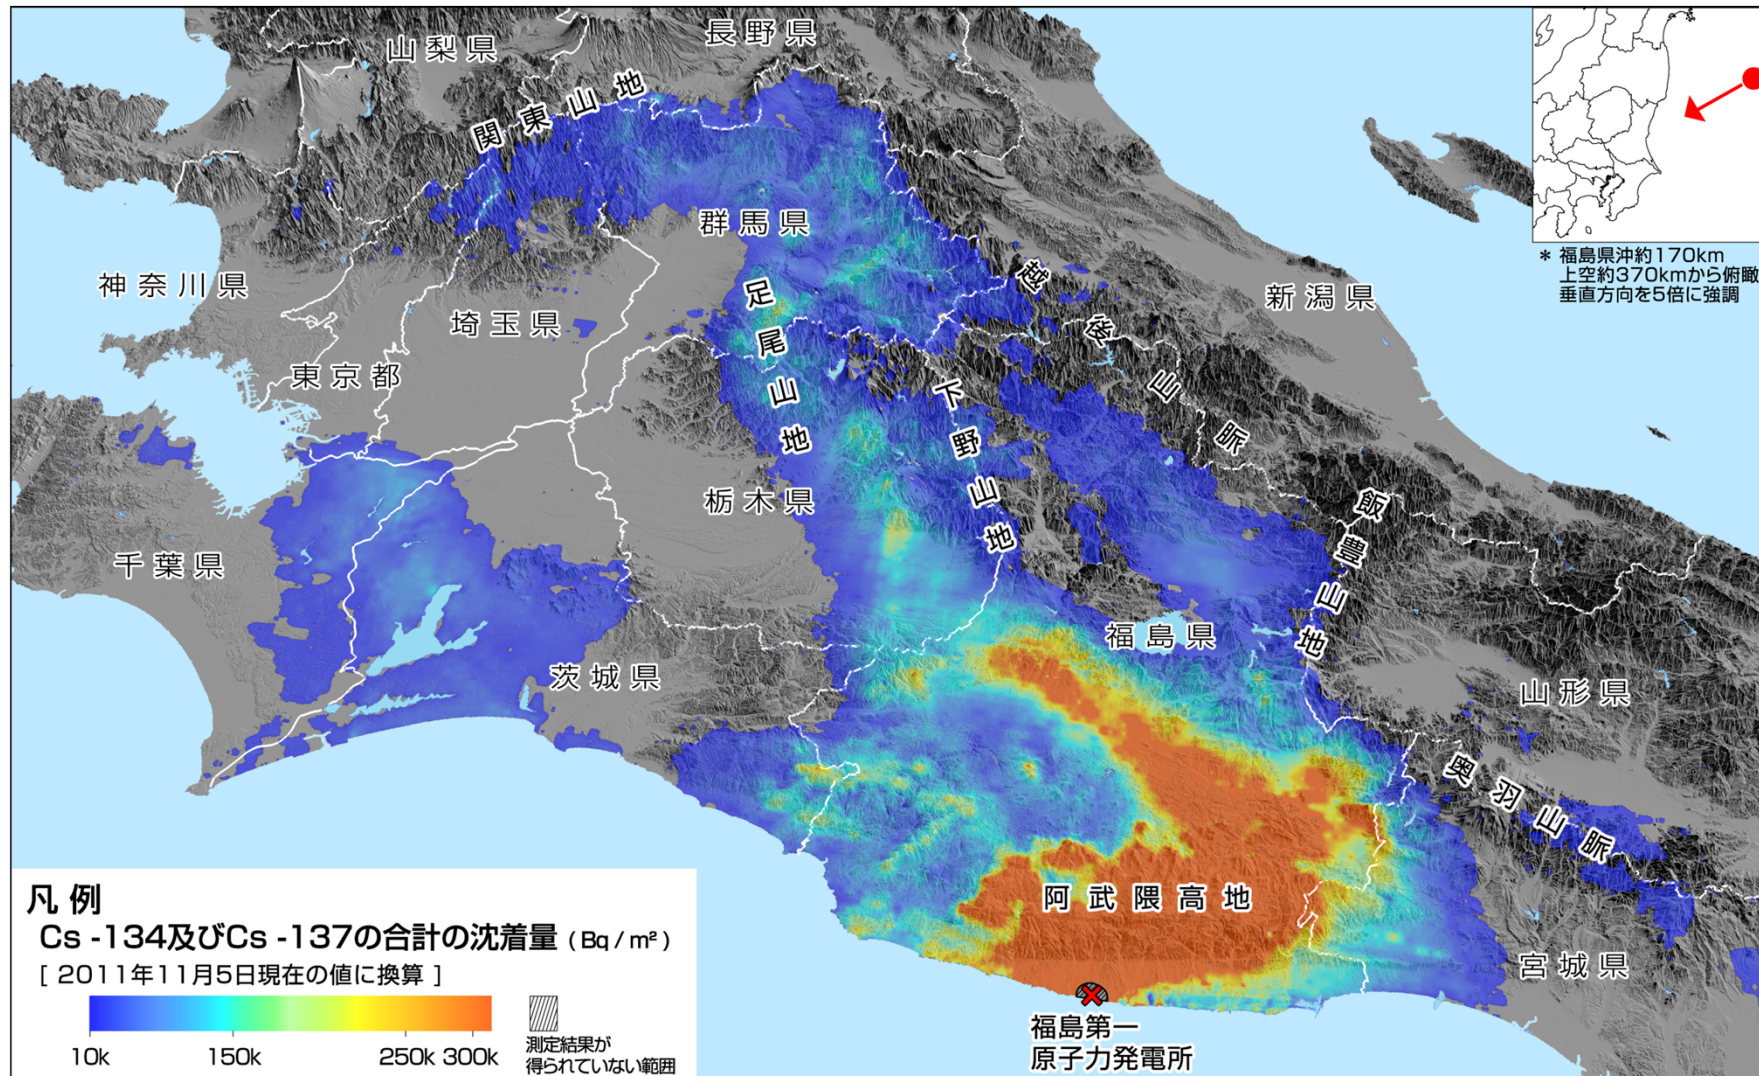 山梨県
長野県
関東山地
群馬県
神奈川県
埼玉県
東京都
足尾山地
越後山脈
新潟県
* 福島県沖約170km
上空約370kmから俯瞰
垂直方向を5倍に強調
下野山地
栃木県
飯豊山地
千葉県
茨城県
福島県
山形県
奥羽山脈
阿武隈高地
宮城県
福島第一
原子力発電所
凡例
Cs -134及びCs -137の合計の沈着量 ( Bq / m² )
[ 2011年11月5日現在の値に換算 ]
10k 150k 250k 300k
測定結果が
得られていない範囲